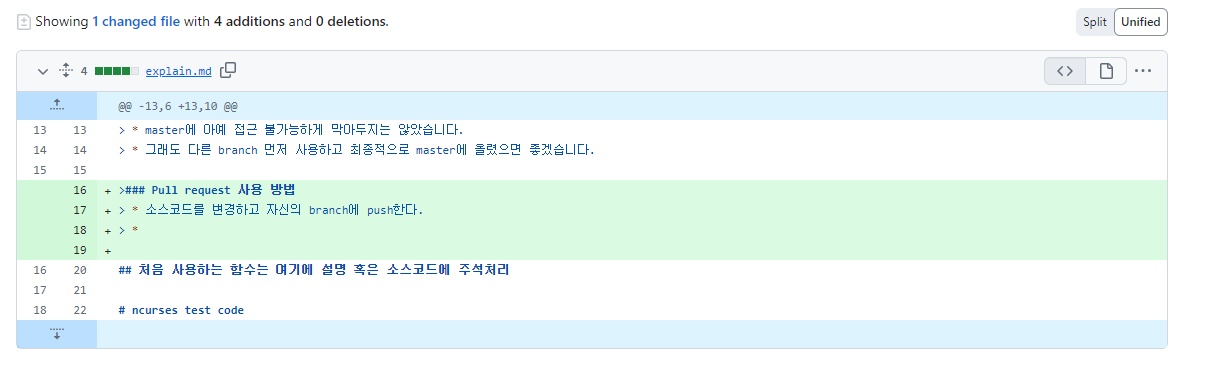 Showing 1 changed file with 4 additions and 0 deletions.
Split Unified
4 explain.md
@@ -13,6 +13,10 @@
13 13 > * master에 아예 접근 불가능하게 막아두지는 않았습니다.
14 14 > * 그래도 다른 branch 먼저 사용하고 최종적으로 master에 올렸으면 좋겠습니다.
15 15
16 + >### Pull request 사용 방법
17 + > * 소스코드를 변경하고 자신의 branch에 push한다.
18 + > *
19 +
16 20 ## 처음 사용하는 함수는 여기에 설명 혹은 소스코드에 주석처리
17 21
18 22 # ncurses test code